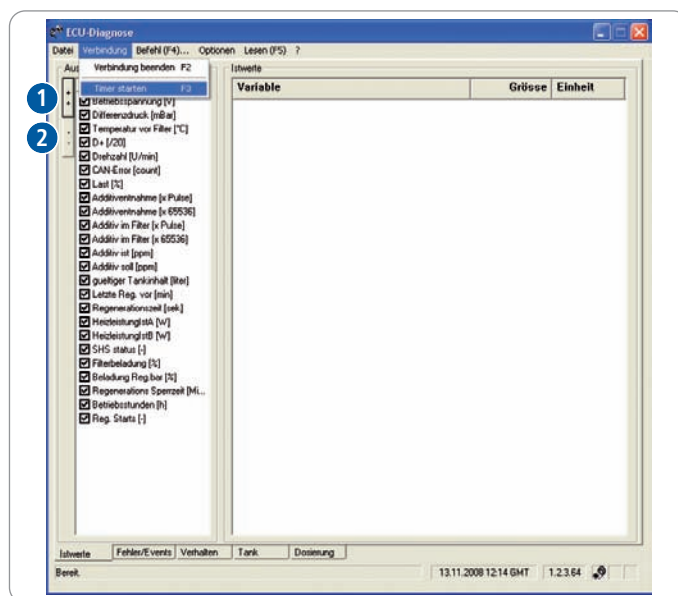 ECU-Diagnose
Datei Verbindung Befehl (F4)... Optionen Lesen (F5) ?
Aus
Verbindung beenden F2
Timer starten F3
Istwerte
Variable Grösse Einheit
1
2
Betriebsspannung [V]
Differenzdruck [mBar]
Temperatur vor Filter [°C]
D+ [/20]
Drehzahl [U/min]
CAN-Error [count]
Last [%]
Additiventnahme [x Pulse]
Additiventnahme [x 65536]
Additiv im Filter [x Pulse]
Additiv im Filter [x 65536]
Additiv ist [ppm]
Additiv soll [ppm]
gueltiger Tankinhalt [liter]
Letzte Reg. vor [min]
Regenerationszeit [sek]
HeizleistungIstA [W]
HeizleistungIstB [W]
SHS status [-]
Filterbeladung [%]
Beladung Reg.bar [%]
Regenerations Sperrzeit [Mi...
Betriebsstunden [h]
Reg. Starts [-]
Istwerte Fehler/Events Verhalten Tank Dosierung
Bereit. 13.11.2008 12:14 GMT 1.2.3.64